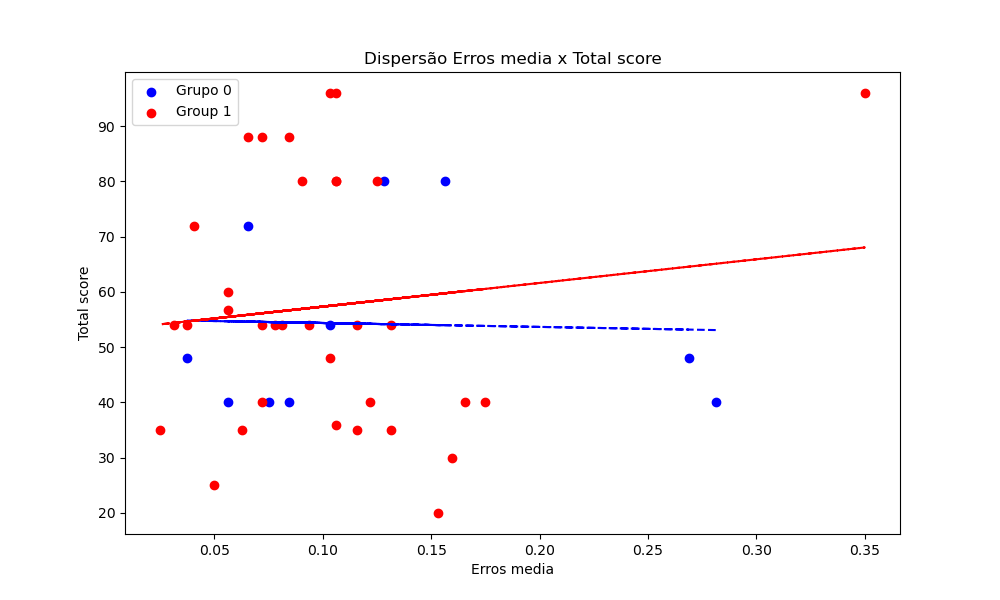 Dispersão Erros media x Total score
Grupo 0
Group 1
Total score
90
80
70
60
50
40
30
20
0.05 0.10 0.15 0.20 0.25 0.30 0.35
Erros media